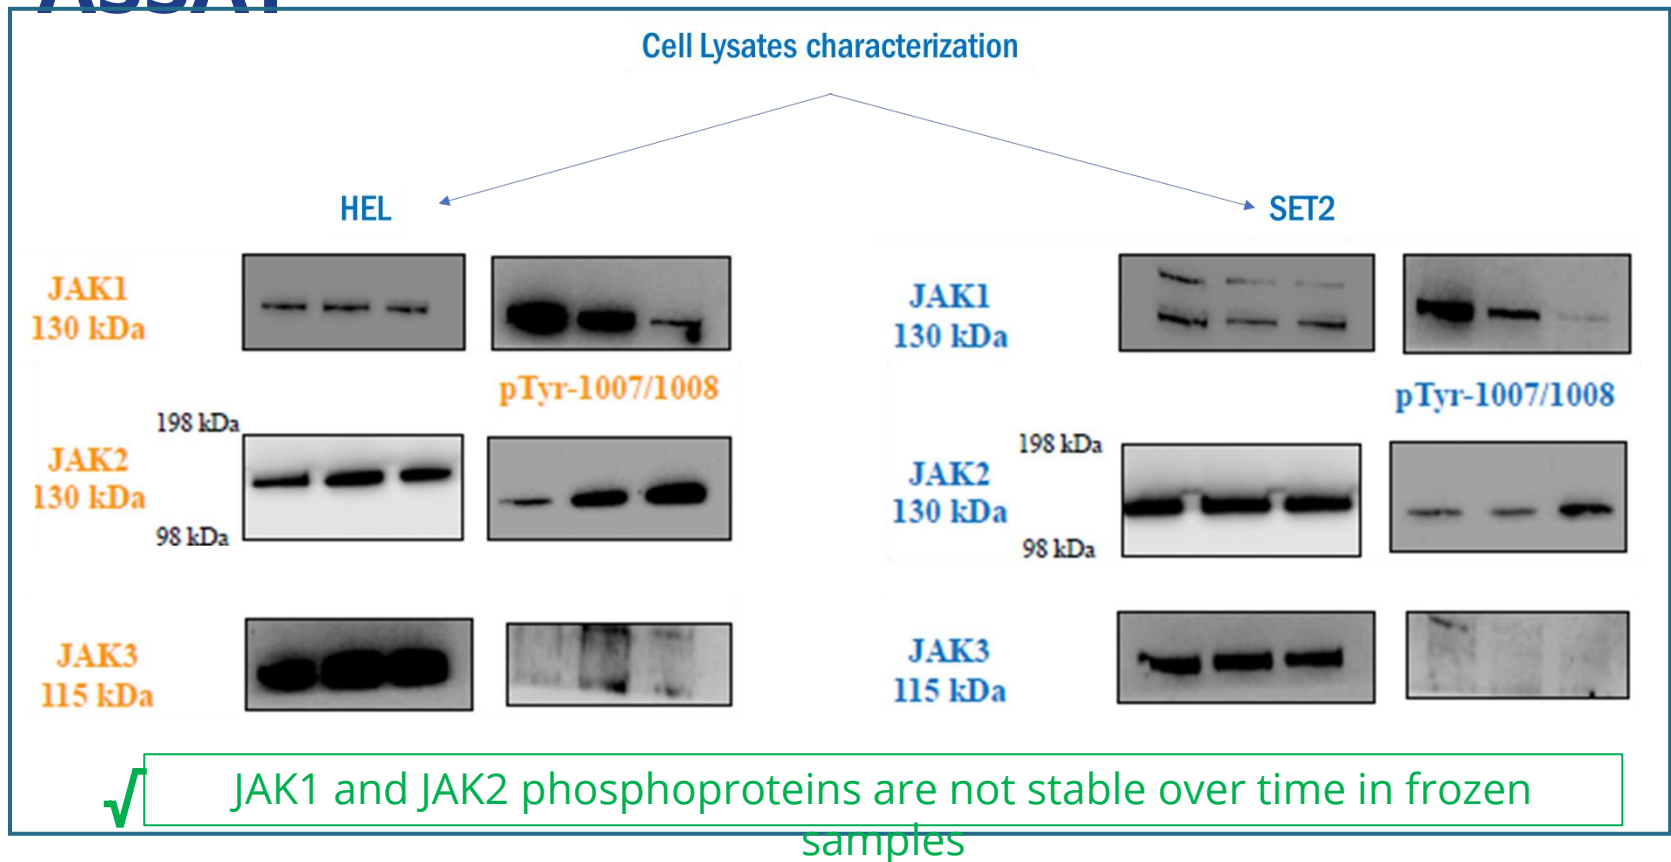 ASSAY
Cell Lysates characterization
HEL
SET2
JAK1
130 kDa
pTyr-1007/1008
198 kDa
JAK2
130 kDa
98 kDa
JAK3
115 kDa
JAK1
130 kDa
pTyr-1007/1008
198 kDa
JAK2
130 kDa
98 kDa
JAK3
115 kDa
√
JAK1 and JAK2 phosphoproteins are not stable over time in frozen
samples